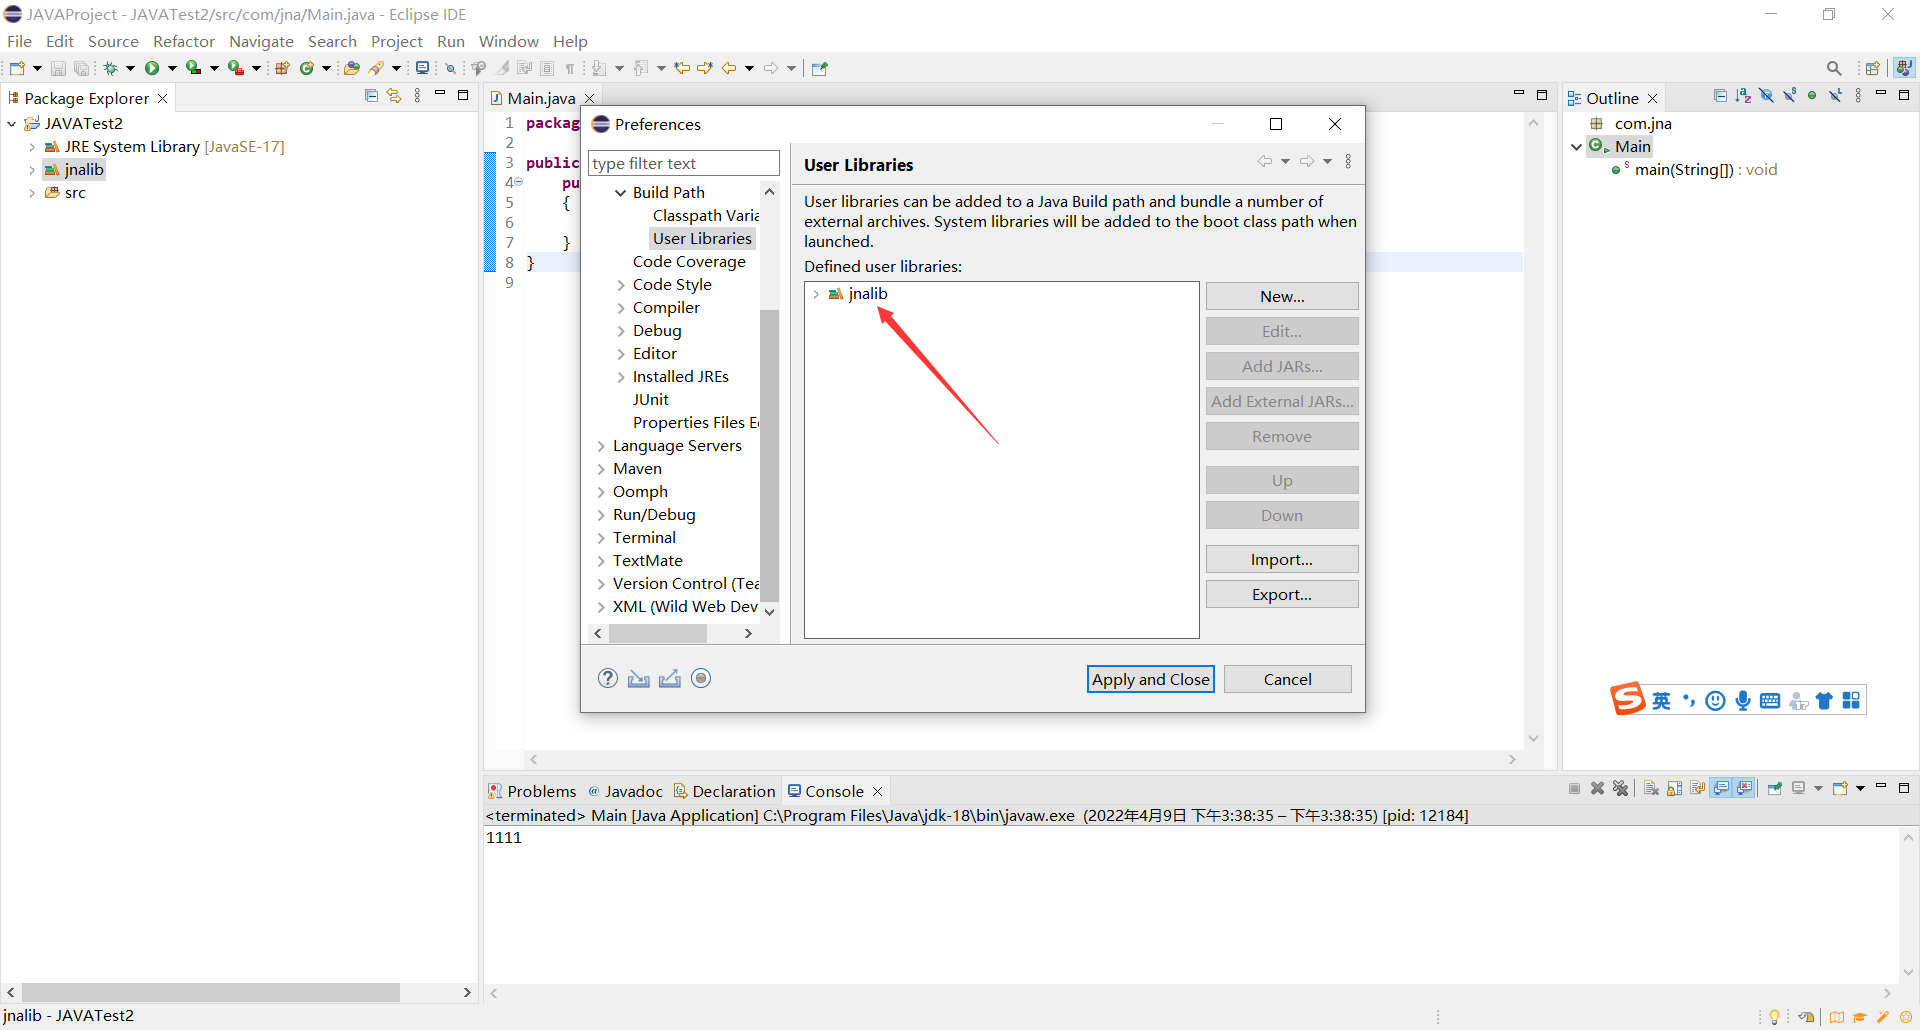 JAVAProject - JAVATest2/src/com/jna/Main.java - Eclipse IDE
File Edit Source Refactor Navigate Search Project Run Window Help
Package Explorer
JAVATest2
JRE System Library [JavaSE-17]
jnalib
src
Main.java
1 packag
2
3 public
4 pu
5 {
6
7 }
8 }
9
Preferences
type filter text
Build Path
Classpath Varia
User Libraries
Code Coverage
Code Style
Compiler
Debug
Editor
Installed JREs
JUnit
Properties Files E
Language Servers
Maven
Oomph
Run/Debug
Terminal
TextMate
Version Control (Tea
XML (Wild Web Dev
User Libraries
User libraries can be added to a Java Build path and bundle a number of
external archives. System libraries will be added to the boot class path when
launched.
Defined user libraries:
jnalib
New...
Edit...
Add JARs...
Add External JARs...
Remove
Up
Down
Import...
Export...
Apply and Close
Cancel
Outline
com.jna
Main
main(String[]) : void
英
Problems Javadoc Declaration Console
<terminated> Main [Java Application] C:\Program Files\Java\jdk-18\bin\javaw.exe (2022年4月9日 下午3:38:35 – 下午3:38:35) [pid: 12184]
1111
jnalib - JAVATest2